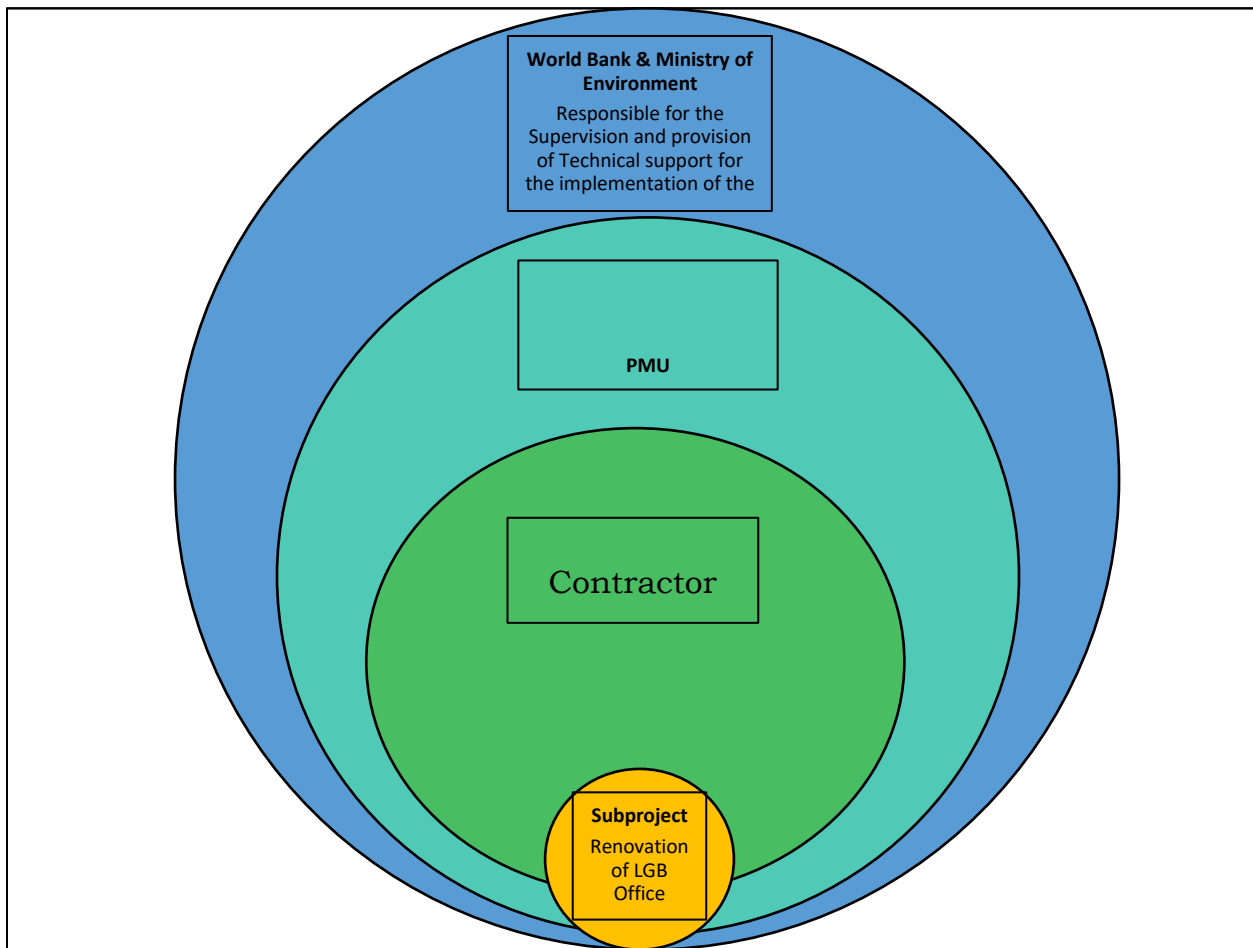 World Bank & Ministry of
Environment
Responsible for the
Supervision and provision
of Technical support for
the implementation of the
PMU
Contractor
Subproject
Renovation
of LGB
Office